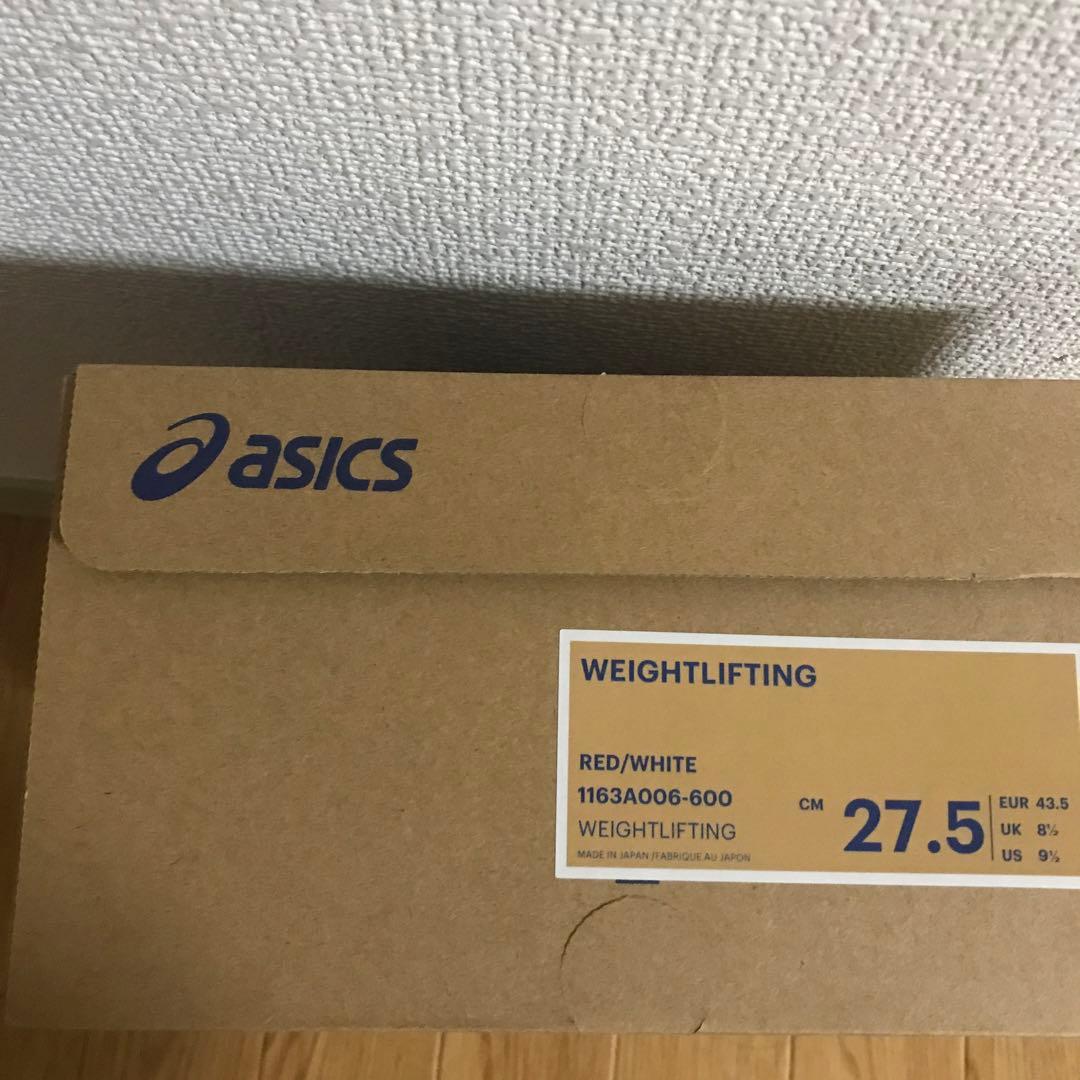 asics
WEIGHTLIFTING
RED/WHITE
1163A006-600
WEIGHTLIFTING
MADE IN JAPAN /FABRIQUE AU JAPON
CM 27.5
EUR 43.5
UK 8½
US 9½